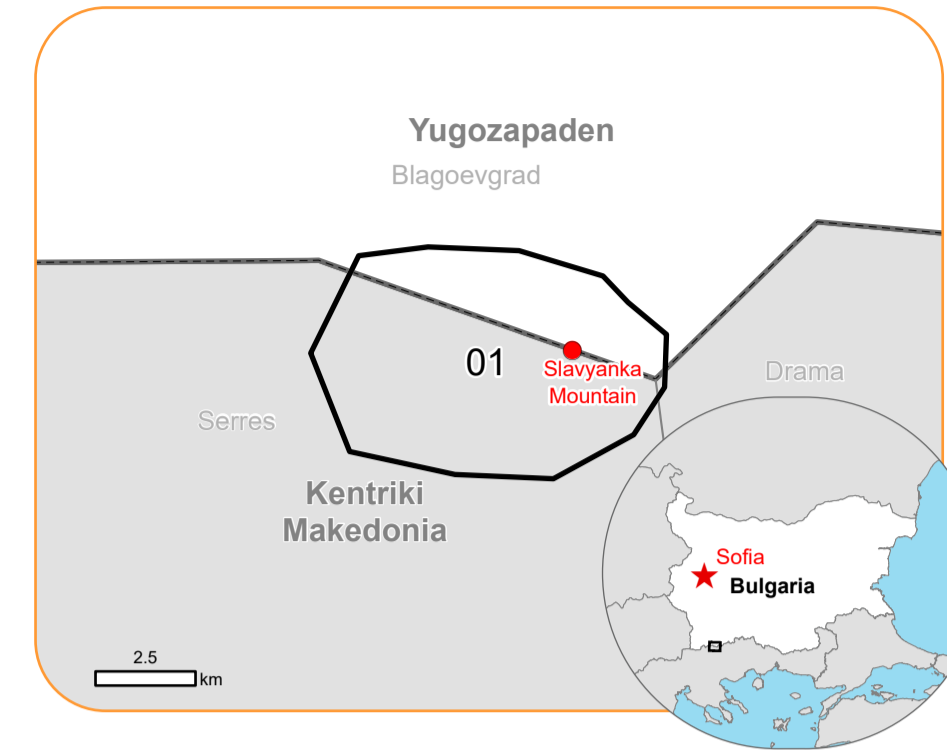 Yugozapaden
Blagoevgrad
01
Slavyanka
Mountain
Drama
Serres
Kentriki
Makedonia
Sofia
Bulgaria
2.5
km